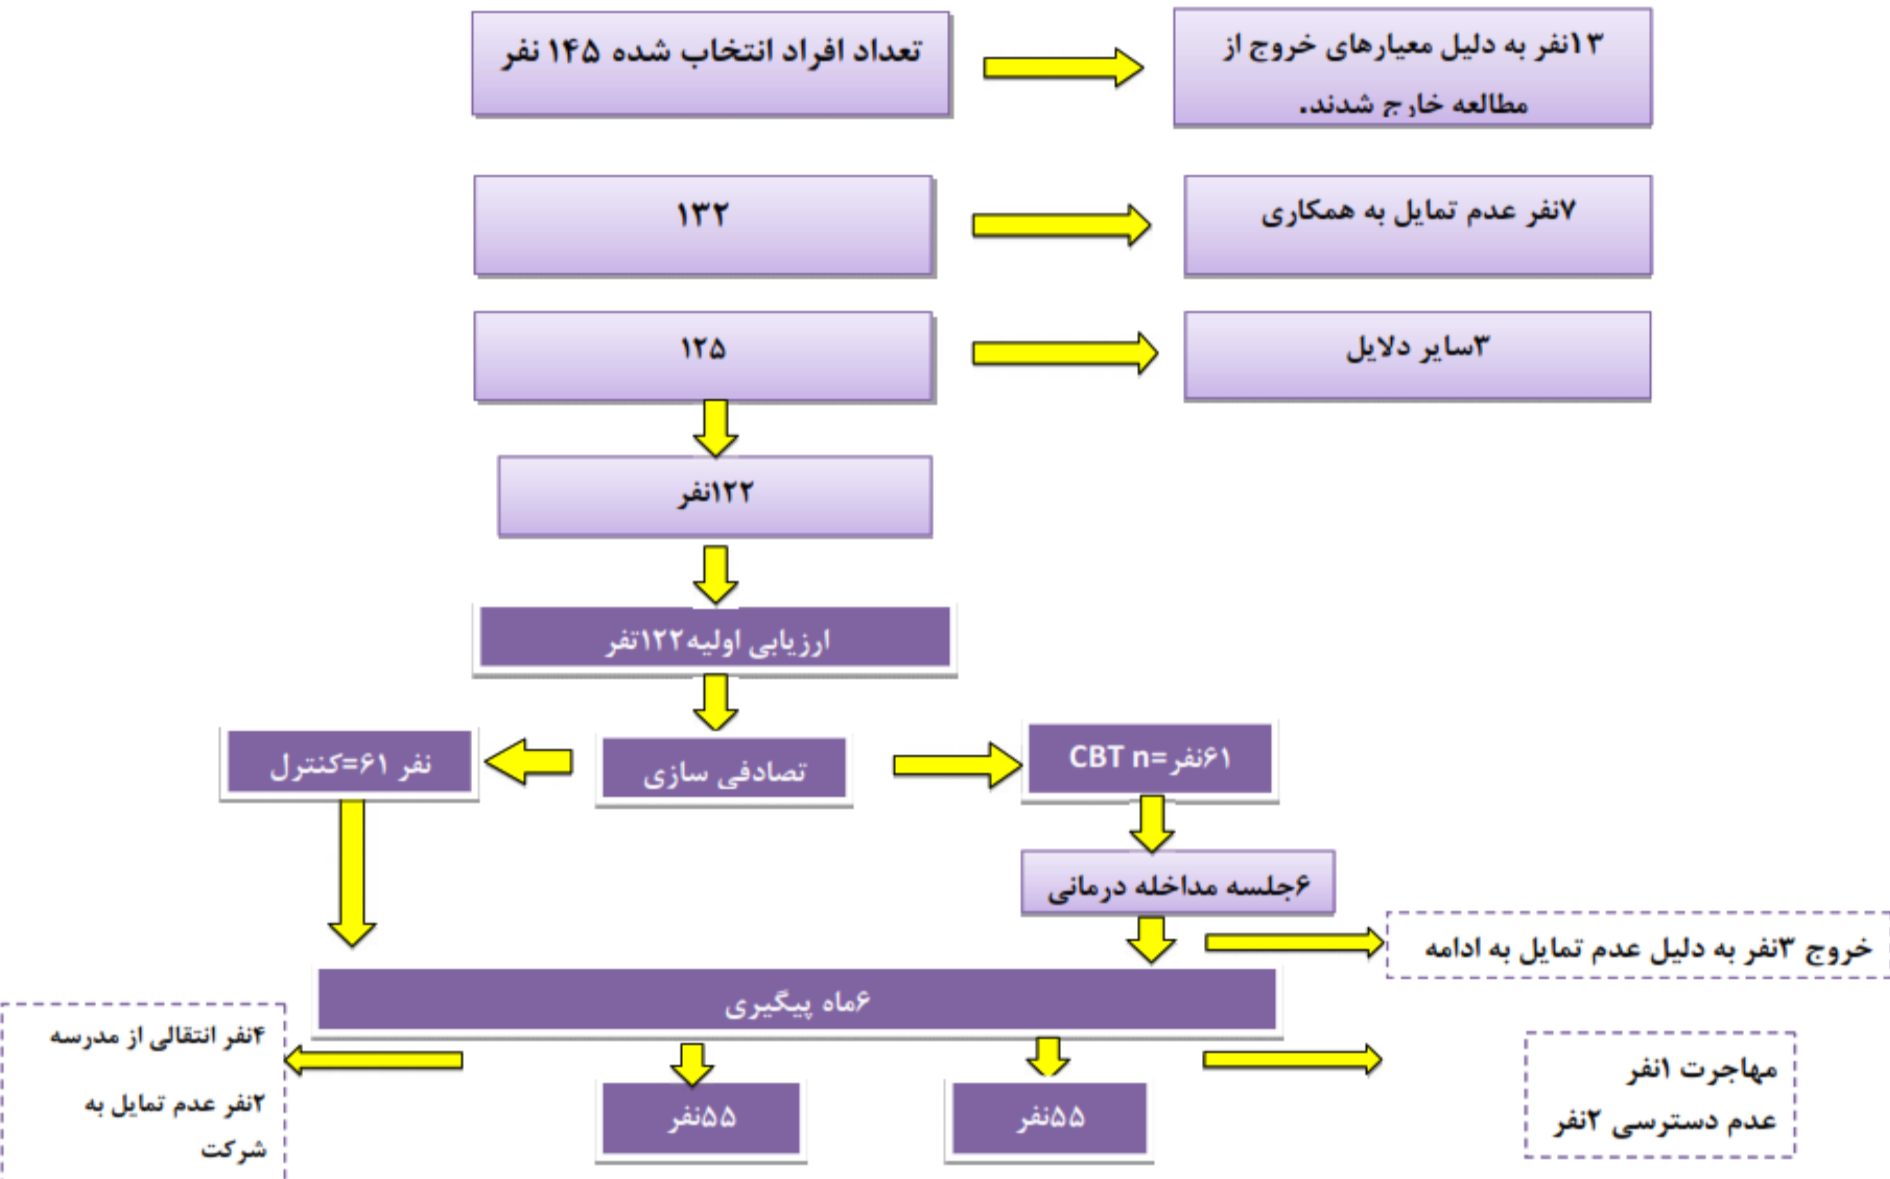 تعداد افراد انتخاب شده ۱۴۵ نفر
۱۳نفر به دلیل معیارهای خروج از
مطالعه خارج شدند.
۱۳۲
۷نفر عدم تمایل به همکاری
۱۲۵
۳سایر دلایل
۱۲۲نفر
ارزیابی اولیه۱۲۲تفر
CBT n=۶۱نفر
تصادفی سازی
نفر ۶۱=کنترل
۶جلسه مداخله درمانی
خروج ۳نفر به دلیل عدم تمایل به ادامه
۶ماه پیگیری
مهاجرت ۱نفر
عدم دسترسی ۲نفر
۵۵نفر
۵۵نفر
۴نفر انتقالی از مدرسه
۲نفر عدم تمایل به
شرکت